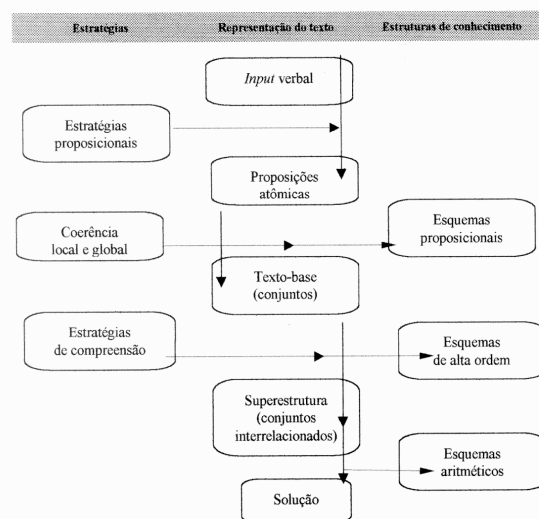 Estratégias Representação do texto Estruturas de conhecimento
Input verbal
Estratégias
proposicionais
Proposições
atômicas
Coerência
local e global
Esquemas
proposicionais
Texto-base
(conjuntos)
Estratégias
de compreensão
Esquemas
de alta ordem
Superestrutura
(conjuntos
interrelacionados)
Esquemas
aritméticos
Solução